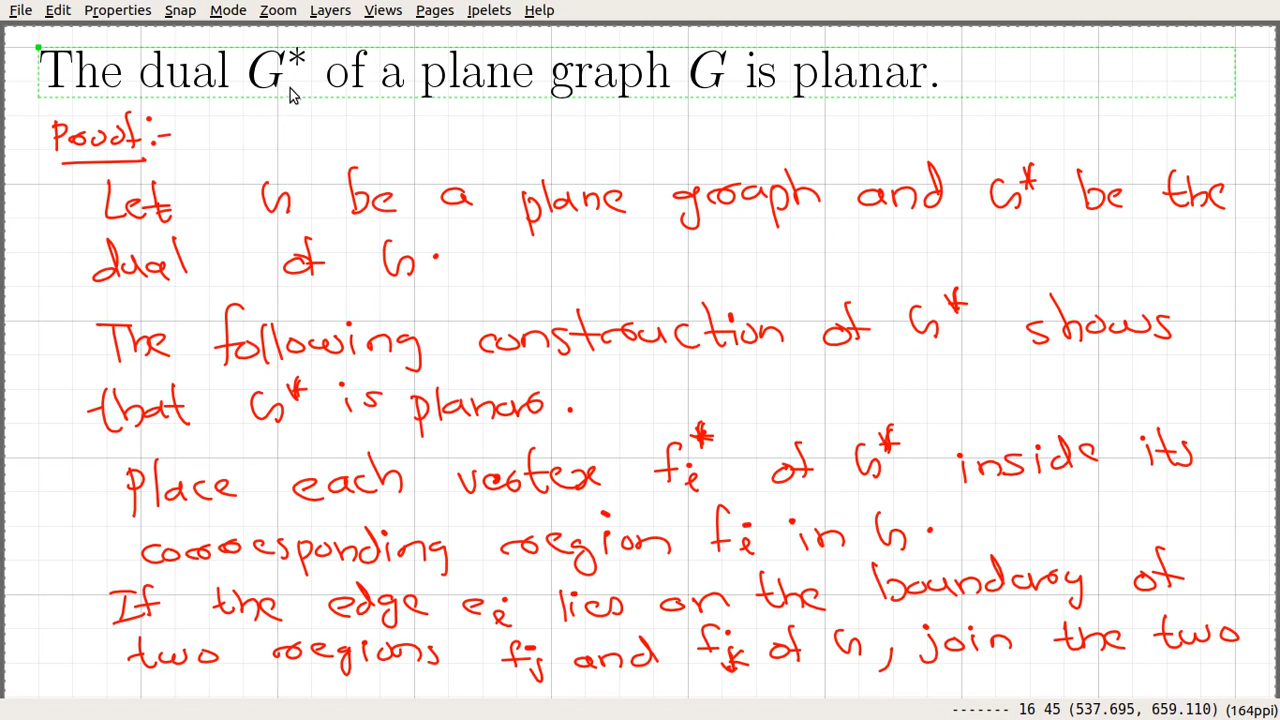 File Edit Properties Snap Mode Zoom Layers Views Pages Ipelets Help
The dual G* of a plane graph G is planar.
Proof:-
Let G be a plane graph and G* be the
dual of G.
The following construction of G* shows
that G* is planar.
Place each vertex fi* of G* inside its
corresponding region fi in G.
If the edge ei lies on the boundary of
two regions fj and fk of G, join the two
------- 16 45 (537.695, 659.110) (164ppi)